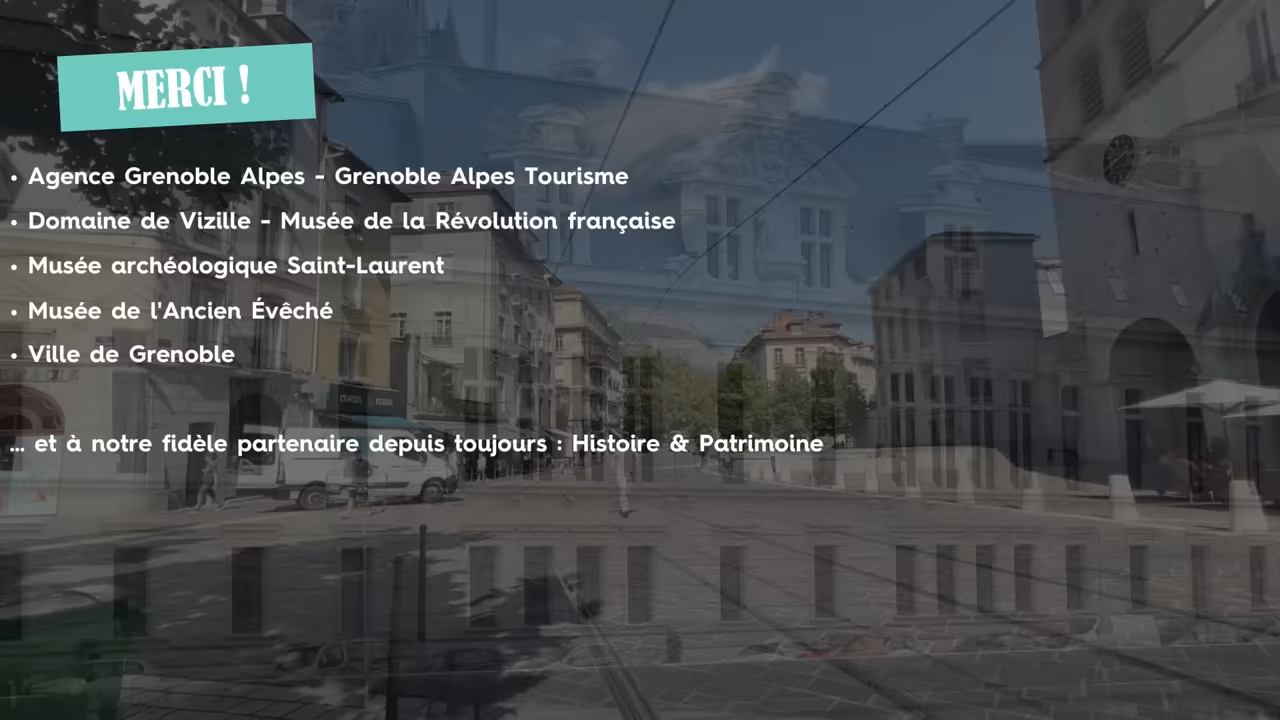 MERCI !
• Agence Grenoble Alpes - Grenoble Alpes Tourisme
• Domaine de Vizille - Musée de la Révolution française
• Musée archéologique Saint-Laurent
• Musée de l'Ancien Évêché
• Ville de Grenoble
... et à notre fidèle partenaire depuis toujours : Histoire & Patrimoine